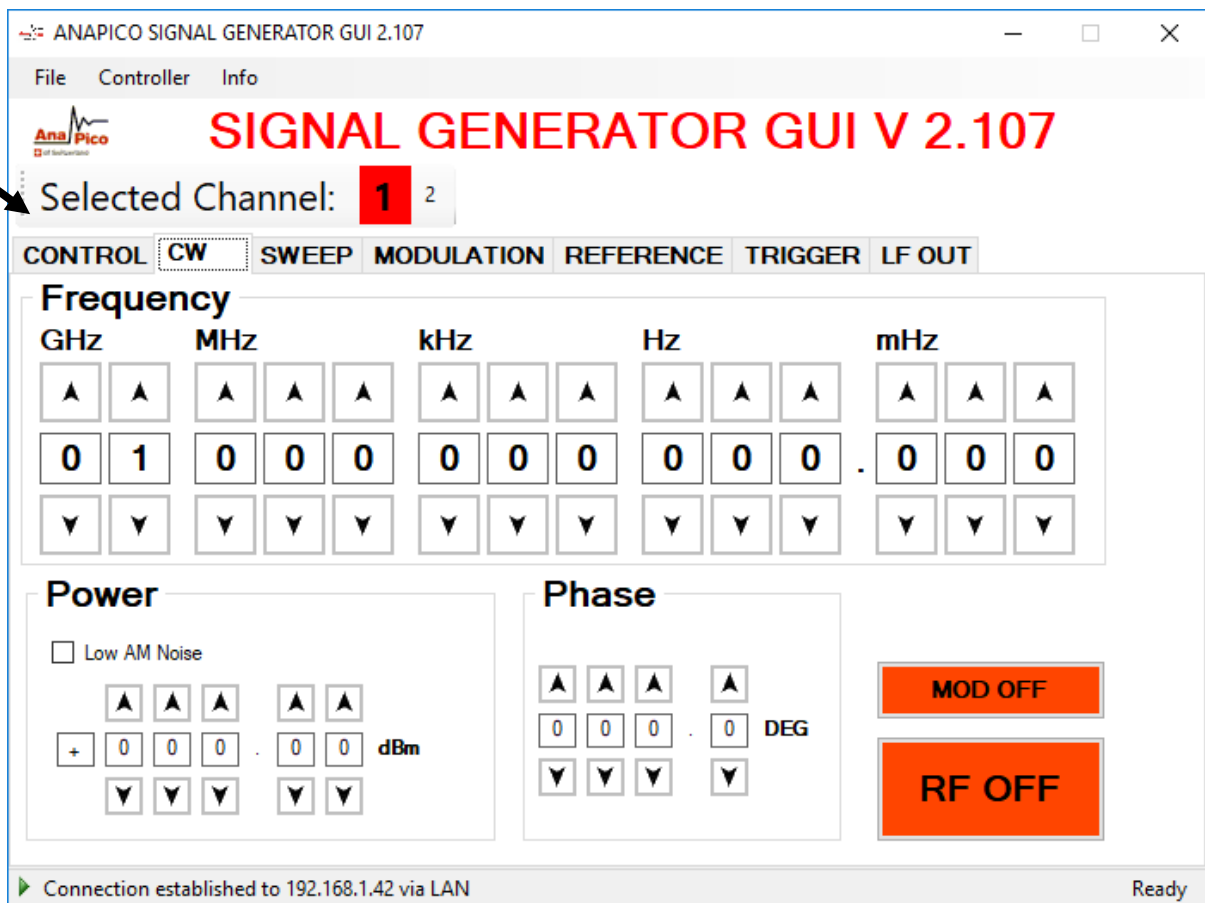 ANAPICO SIGNAL GENERATOR GUI 2.107
File Controller Info
Ana Pico
of Switzerland
SIGNAL GENERATOR GUI V 2.107
Selected Channel: 1 2
CONTROL CW SWEEP MODULATION REFERENCE TRIGGER LF OUT
Frequency
GHz MHz kHz Hz mHz
0 1 0 0 0 0 0 0 0 0 0 . 0 0 0
Power
Low AM Noise
+ 0 0 0 . 0 0 dBm
Phase
0 0 0 . 0 DEG
MOD OFF
RF OFF
Connection established to 192.168.1.42 via LAN Ready